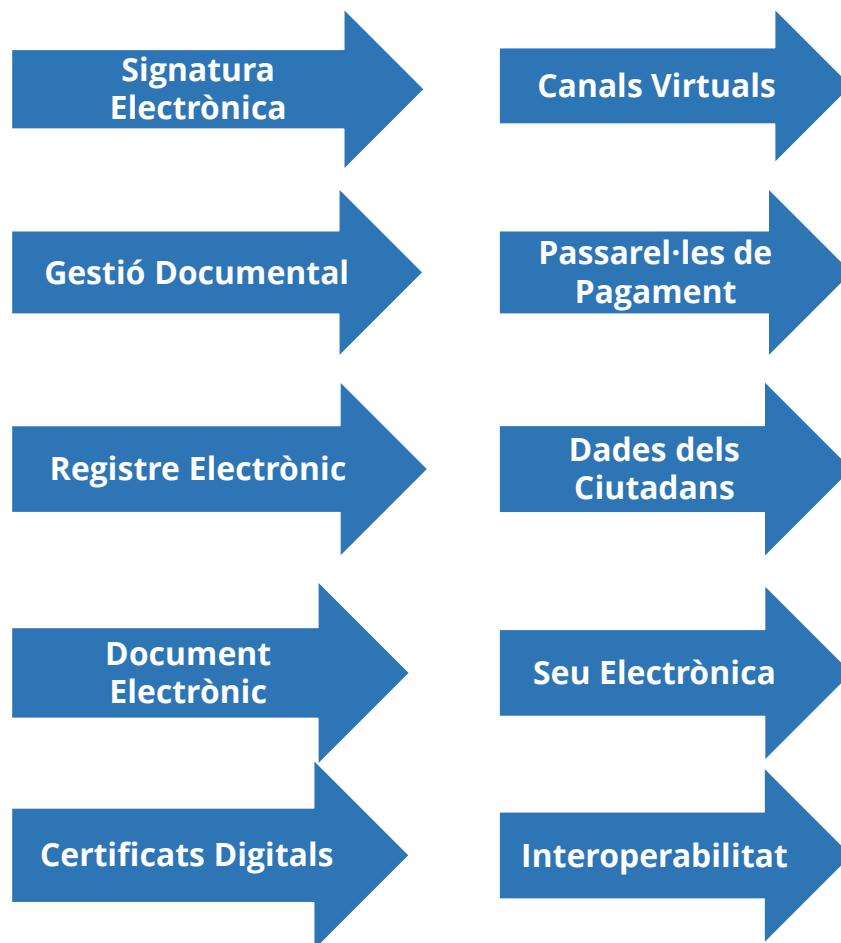 Signatura
Electrònica
Canals Virtuals
Gestió Documental
Passarel·les de
Pagament
Registre Electrònic
Dades dels
Ciutadans
Document
Electrònic
Seu Electrònica
Certificats Digitals
Interoperabilitat